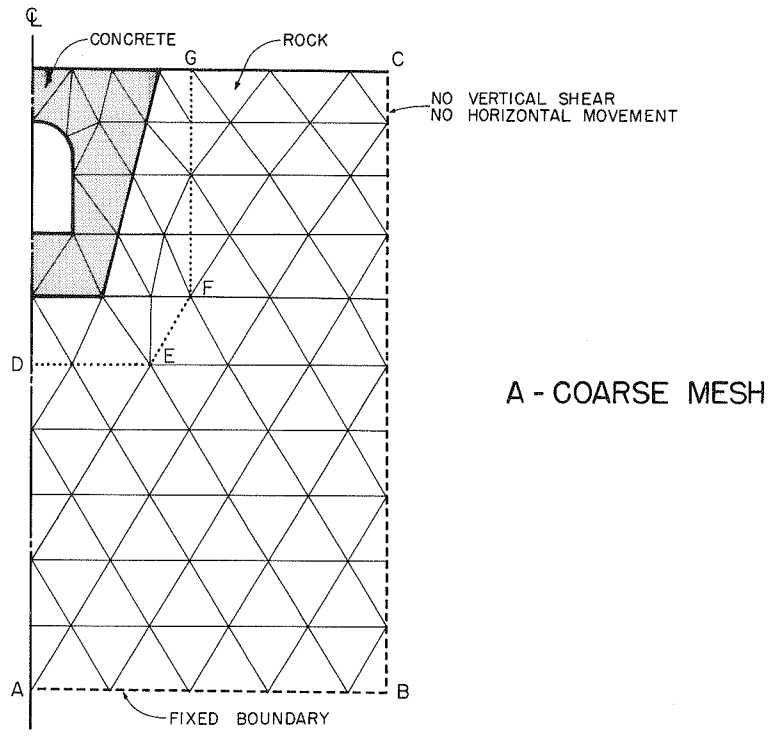 ℄
CONCRETE
G
ROCK
C
NO VERTICAL SHEAR
NO HORIZONTAL MOVEMENT
F
E
D
A - COARSE MESH
A
B
FIXED BOUNDARY